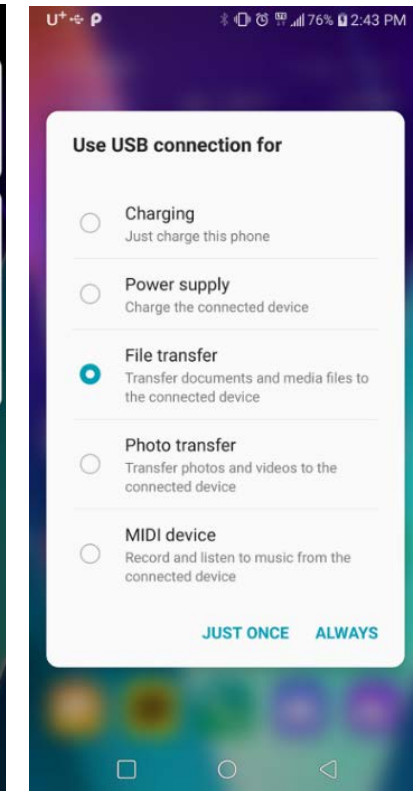 U+ 76% 2:43 PM
Use USB connection for
Charging
Just charge this phone
Power supply
Charge the connected device
File transfer
Transfer documents and media files to
the connected device
Photo transfer
Transfer photos and videos to the
connected device
MIDI device
Record and listen to music from the
connected device
JUST ONCE ALWAYS